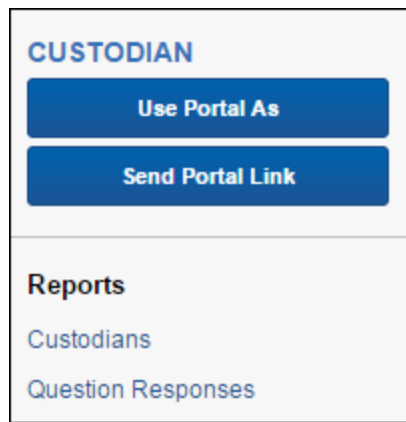 CUSTODIAN
Use Portal As
Send Portal Link
Reports
Custodians
Question Responses